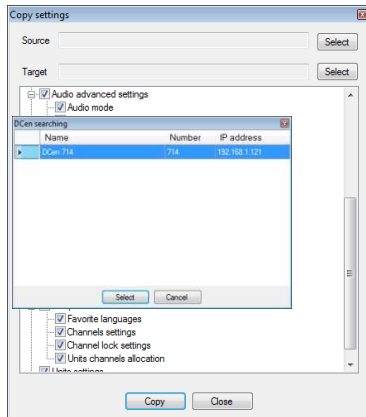 Copy settings
Source
Select
Target
Select
Audio advanced settings
Audio mode
DCen searching
Name Number IP address
DCen 714 714 192.168.1.121
Select Cancel
Favorite languages
Channels settings
Channel lock settings
Units channels allocation
Units settings
Copy Close